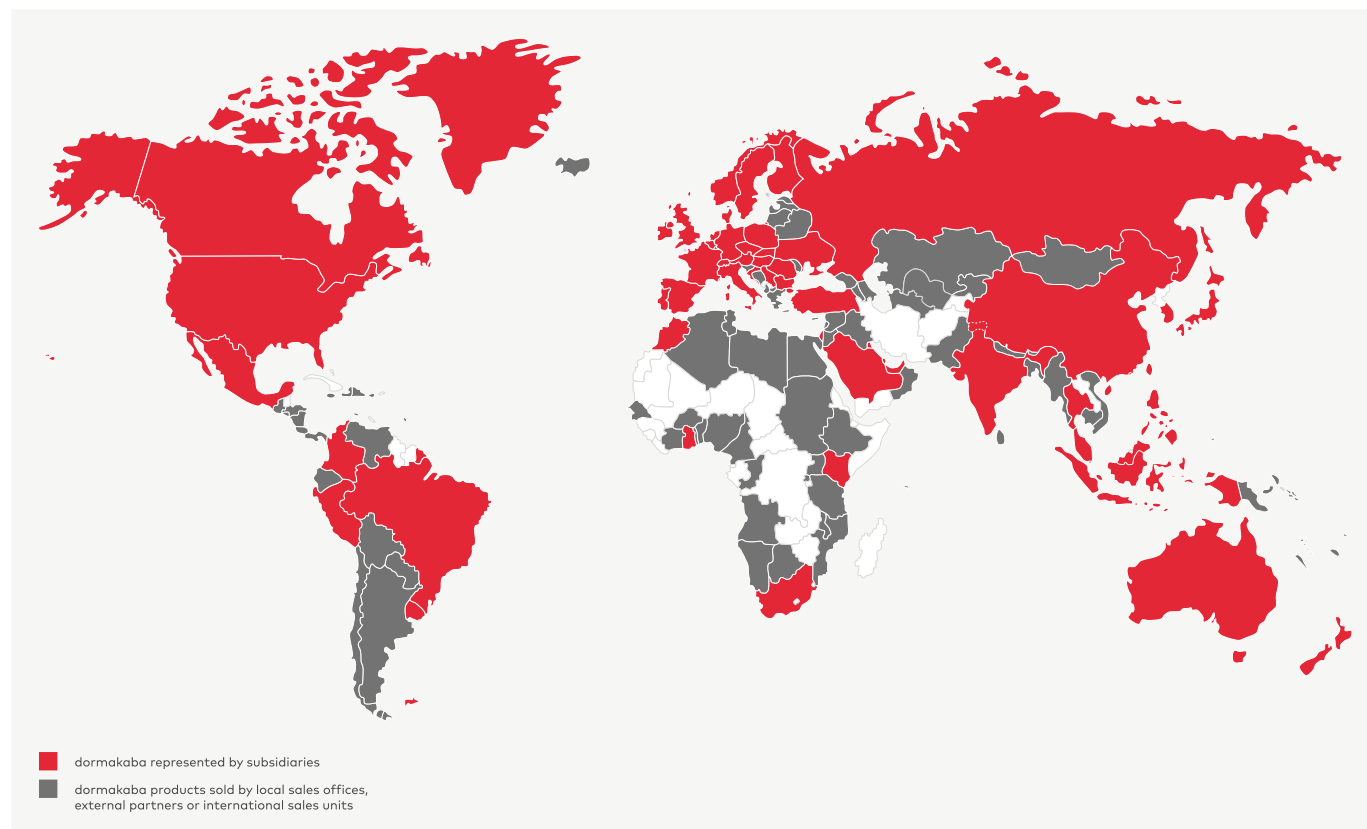 dormakaba represented by subsidiaries
dormakaba products sold by local sales offices,
external partners or international sales units